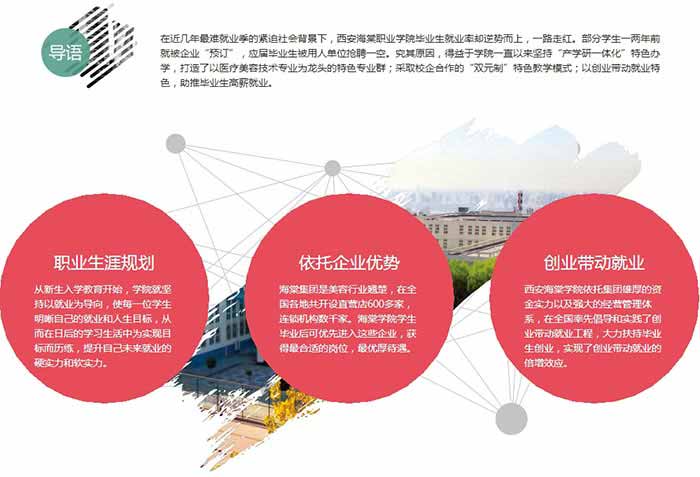 导语
在近几年最难就业季的紧迫社会背景下，西安海棠职业学院毕业生就业率却逆势而上，一路走红。部分学生一两年前
就被企业“预订”，应届毕业生被用人单位抢聘一空。究其原因，得益于学院一直以来坚持“产学研一体化”特色办
学，打造了以医疗美容技术专业为龙头的特色专业群；采取校企合作的“双元制”特色教学模式；以创业带动就业特
色，助推毕业生高薪就业。
职业生涯规划
从新生入学教育开始，学院就坚
持以就业为导向，使每一位学生
明晰自己的就业和人生目标，从
而在日后的学习生活中为实现目
标而历练，提升自己未来就业的
硬实力和软实力。
依托企业优势
海棠集团是美容行业翘楚，在全
国各地共开设直营店600多家，
连锁机构数千家。海棠学院学生
毕业后可优先进入这些企业，获
得最合适的岗位，最优厚待遇。
创业带动就业
西安海棠学院依托集团雄厚的资
金实力以及强大的经营管理体
系，在全国率先倡导和实践了创
业带动就业工程，大力扶持毕业
生创业，实现了创业带动就业的
倍增效应。